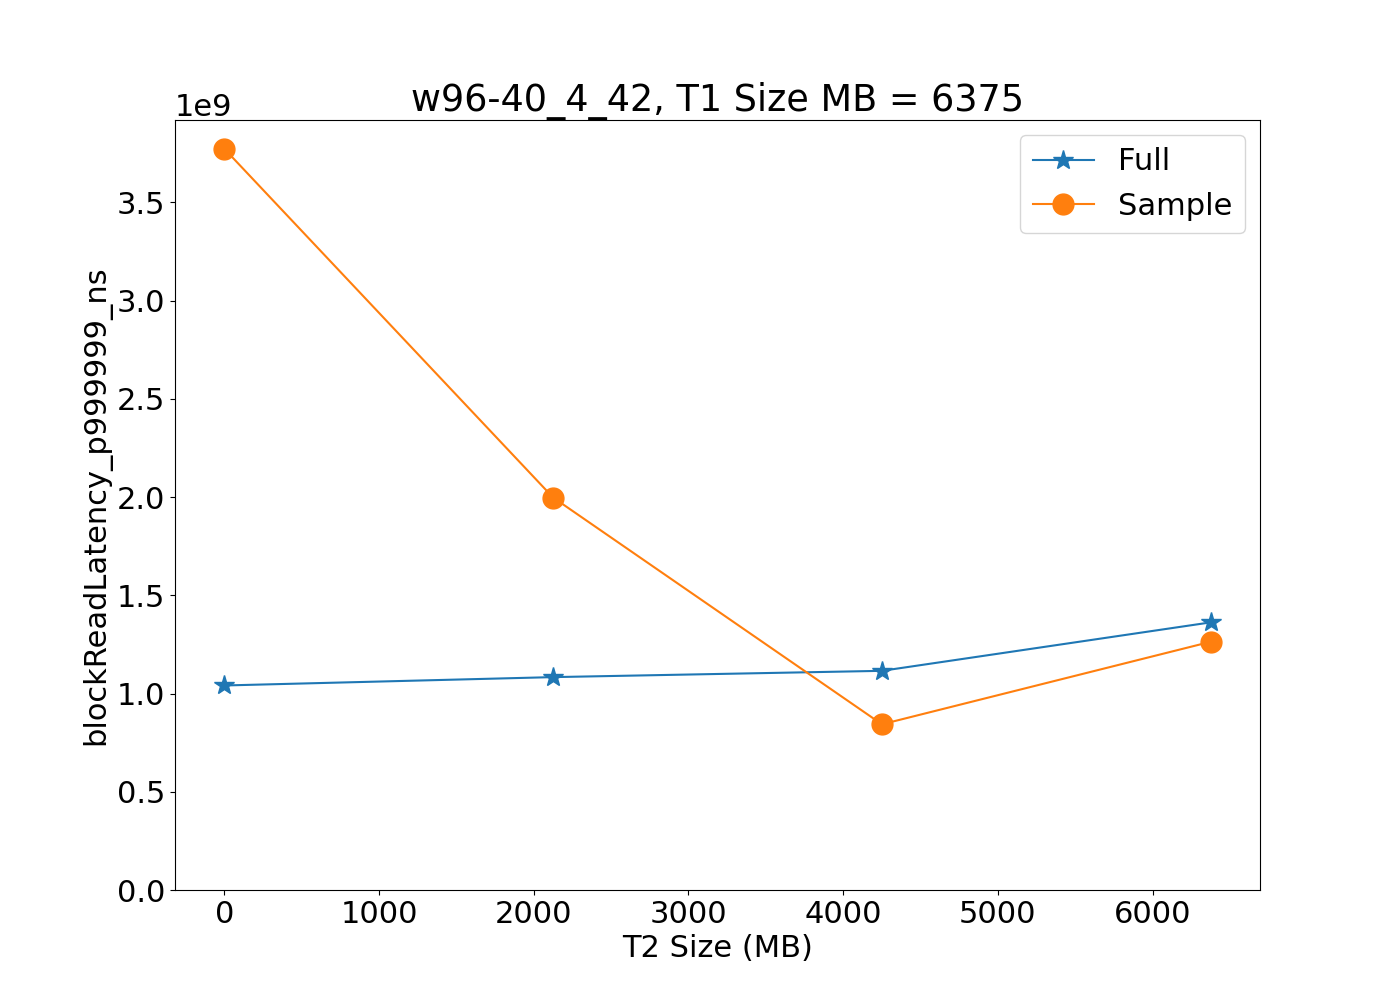 w96-40_4_42, T1 Size MB = 6375
1e9
Full
Sample
3.5
3.0
2.5
2.0
1.5
1.0
0.5
0.0
blockReadLatency_p999999_ns
0 1000 2000 3000 4000 5000 6000
T2 Size (MB)